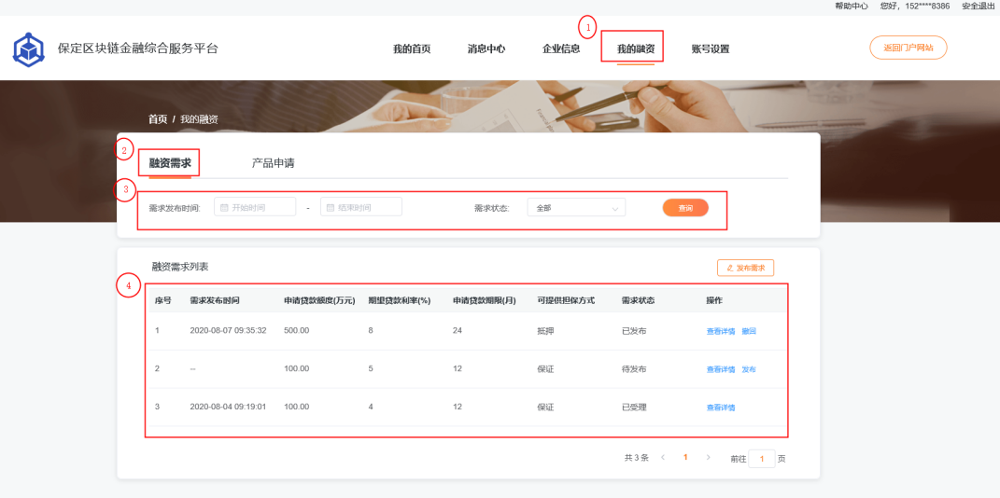 帮助中心 您好，152****8386 安全退出
保定区块链金融综合服务平台 我的首页 消息中心 企业信息 我的融资 账号设置 返回门户网站
1
首页 / 我的融资
2
融资需求 产品申请
3
需求发布时间: 开始时间 - 结束时间 需求状态: 全部 查询
融资需求列表 发布需求
4
序号 需求发布时间 申请贷款额度(万元) 期望贷款利率(%) 申请贷款期限(月) 可提供担保方式 需求状态 操作
1 2020-08-07 09:35:32 500.00 8 24 抵押 已发布 查看详情 撤回
2 -- 100.00 5 12 保证 待发布 查看详情 发布
3 2020-08-04 09:19:01 100.00 4 12 保证 已受理 查看详情
共 3 条 < 1 > 前往 1 页